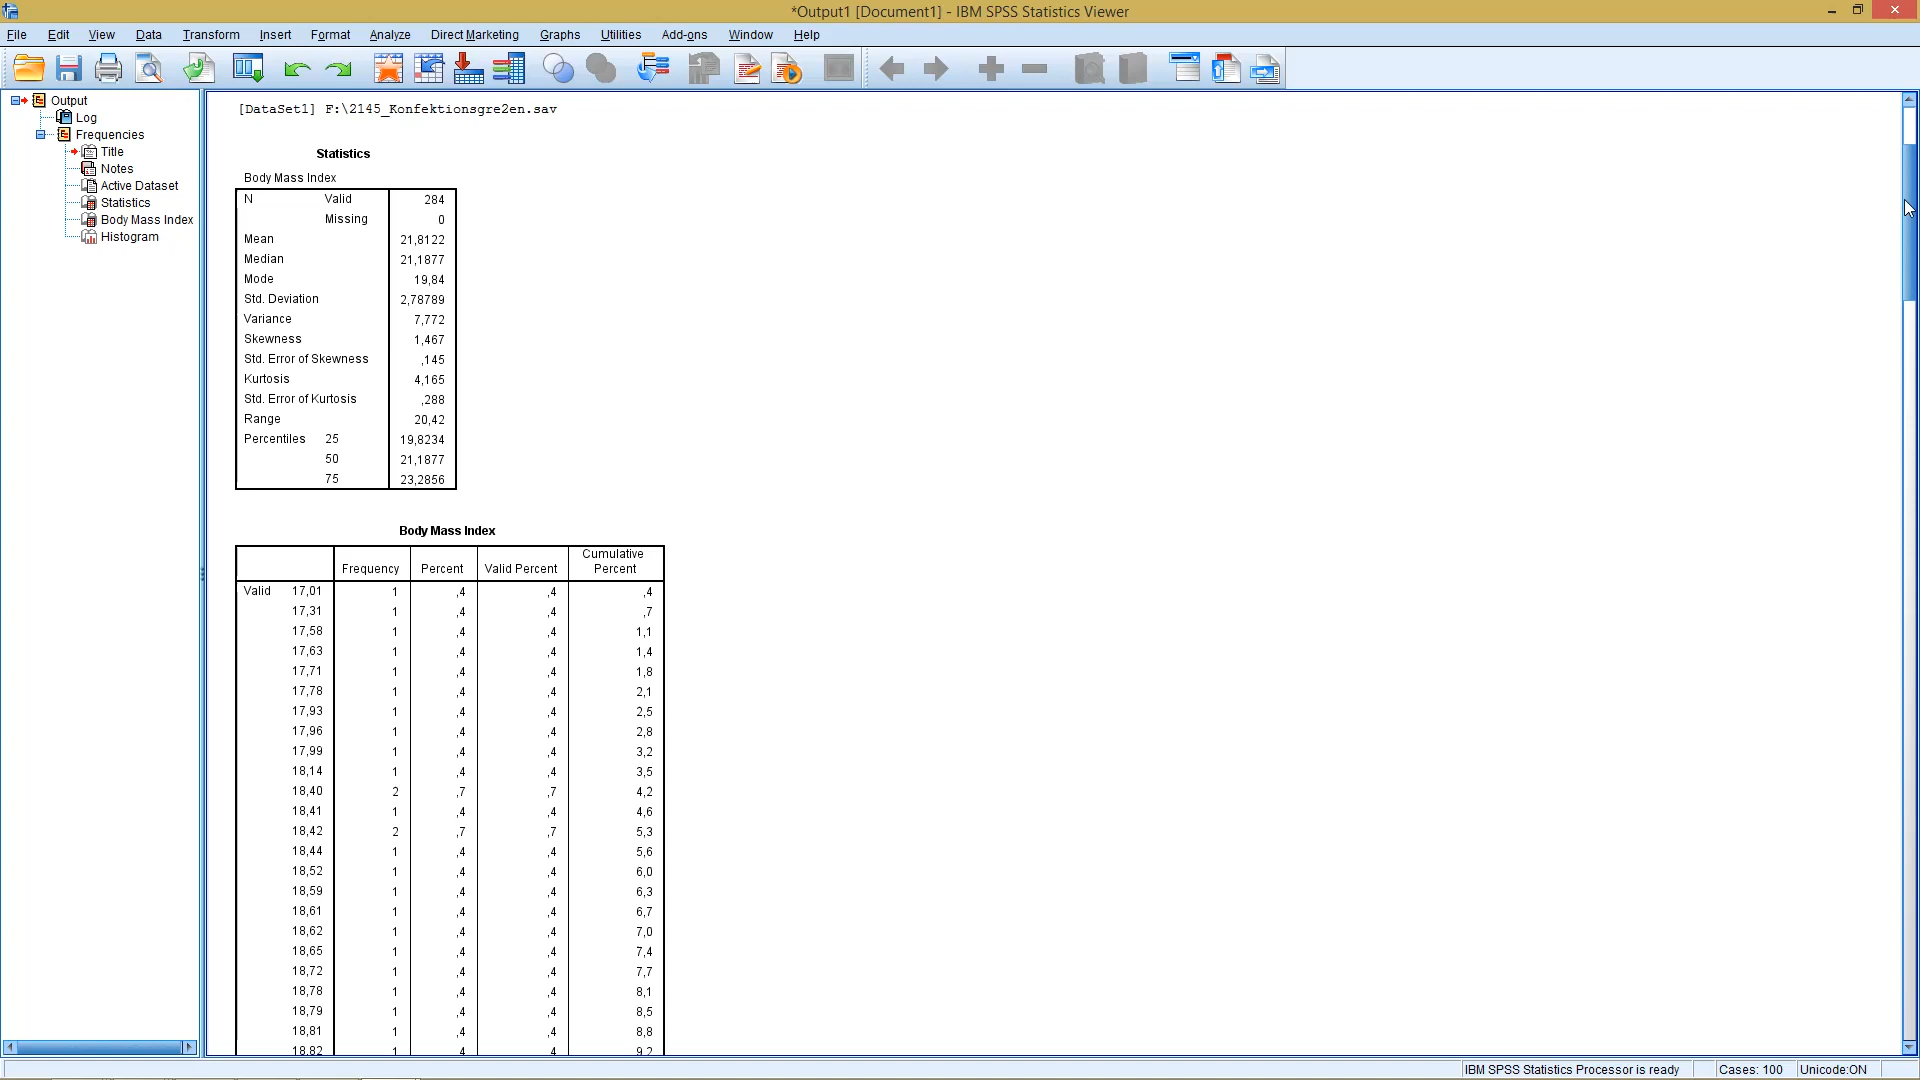 *Output1 [Document1] - IBM SPSS Statistics Viewer
File Edit View Data Transform Insert Format Analyze Direct Marketing Graphs Utilities Add-ons Window Help
Output
Log
Frequencies
Title
Notes
Active Dataset
Statistics
Body Mass Index
Histogram
[DataSet1] F:\2145_Konfektionsgre2en.sav
Statistics
Body Mass Index
N Valid 284
Missing 0
Mean 21,8122
Median 21,1877
Mode 19,84
Std. Deviation 2,78789
Variance 7,772
Skewness 1,467
Std. Error of Skewness ,145
Kurtosis 4,165
Std. Error of Kurtosis ,288
Range 20,42
Percentiles 25 19,8234
50 21,1877
75 23,2856
Body Mass Index
Frequency Percent Valid Percent Cumulative Percent
Valid 17,01 1 ,4 ,4 ,4
17,31 1 ,4 ,4 ,7
17,58 1 ,4 ,4 1,1
17,63 1 ,4 ,4 1,4
17,71 1 ,4 ,4 1,8
17,78 1 ,4 ,4 2,1
17,93 1 ,4 ,4 2,5
17,96 1 ,4 ,4 2,8
17,99 1 ,4 ,4 3,2
18,14 1 ,4 ,4 3,5
18,40 2 ,7 ,7 4,2
18,41 1 ,4 ,4 4,6
18,42 2 ,7 ,7 5,3
18,44 1 ,4 ,4 5,6
18,52 1 ,4 ,4 6,0
18,59 1 ,4 ,4 6,3
18,61 1 ,4 ,4 6,7
18,62 1 ,4 ,4 7,0
18,65 1 ,4 ,4 7,4
18,72 1 ,4 ,4 7,7
18,78 1 ,4 ,4 8,1
18,79 1 ,4 ,4 8,5
18,81 1 ,4 ,4 8,8
18,82 1 ,4 ,4 9,2
IBM SPSS Statistics Processor is ready Cases: 100 Unicode:ON